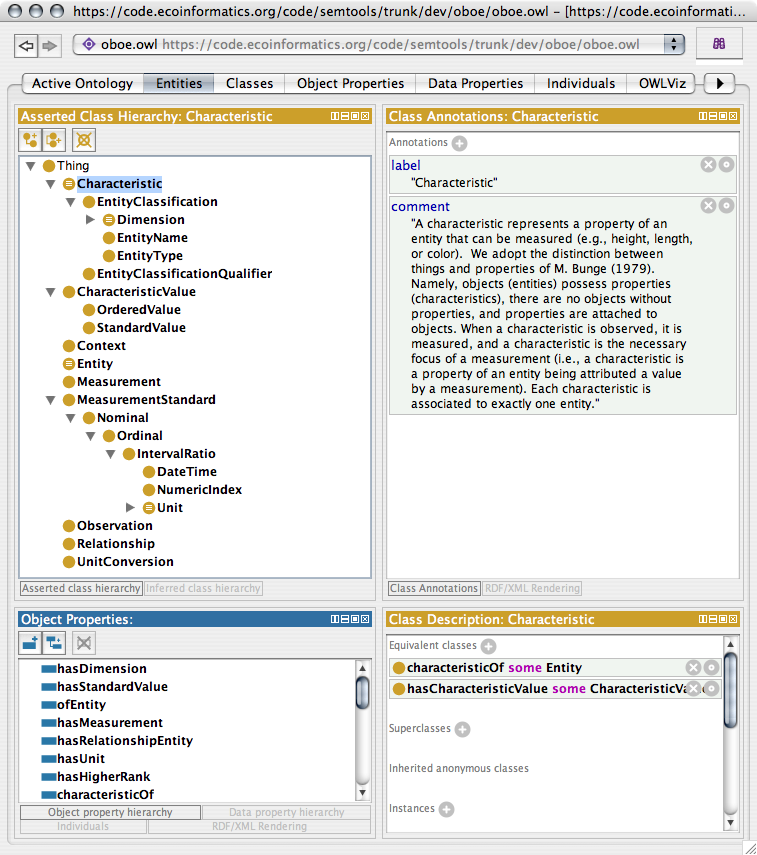 oboe.owl – [https://code.ecoinformatics.org/code/semtools/trunk/dev/oboe/oboe.owl – [https://code.ecoinformati...
oboe.owl https://code.ecoinformatics.org/code/semtools/trunk/dev/oboe/oboe.owl
Active Ontology Entities Classes Object Properties Data Properties Individuals OWLViz
Asserted Class Hierarchy: Characteristic
Thing
Characteristic
EntityClassification
Dimension
EntityName
EntityType
EntityClassificationQualifier
CharacteristicValue
OrderedValue
StandardValue
Context
Entity
Measurement
MeasurementStandard
Nominal
Ordinal
IntervalRatio
DateTime
NumericIndex
Unit
Observation
Relationship
UnitConversion
Asserted class hierarchy Inferred class hierarchy
Class Annotations: Characteristic
Annotations
label
"Characteristic"
comment
"A characteristic represents a property of an
entity that can be measured (e.g., height, length,
or color).  We adopt the distinction between
things and properties of M. Bunge (1979).
Namely, objects (entities) possess properties
(characteristics), there are no objects without
properties, and properties are attached to
objects. When a characteristic is observed, it is
measured, and a characteristic is the necessary
focus of a measurement (i.e., a characteristic is
a property of an entity being attributed a value
by a measurement). Each characteristic is
associated to exactly one entity."
Class Annotations RDF/XML Rendering
Object Properties:
hasDimension
hasStandardValue
ofEntity
hasMeasurement
hasRelationshipEntity
hasUnit
hasHigherRank
characteristicOf
Object property hierarchy Data property hierarchy
Individuals RDF/XML Rendering
Class Description: Characteristic
Equivalent classes
characteristicOf some Entity
hasCharacteristicValue some CharacteristicVa
Superclasses
Inherited anonymous classes
Instances